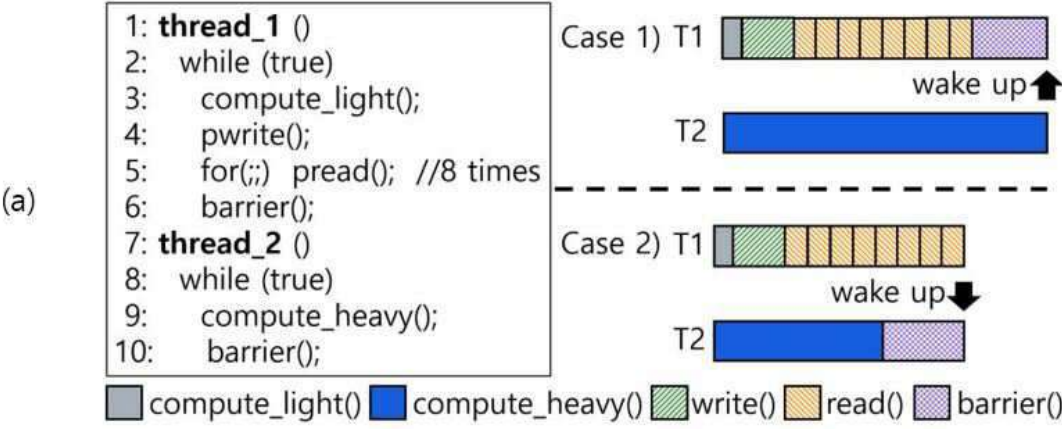 (a)
1: thread_1 ()
2: while (true)
3: compute_light();
4: pwrite();
5: for(;;) pread(); //8 times
6: barrier();
7: thread_2 ()
8: while (true)
9: compute_heavy();
10: barrier();
Case 1) T1
wake up
T2
Case 2) T1
wake up
T2
compute_light() compute_heavy() write() read() barrier()